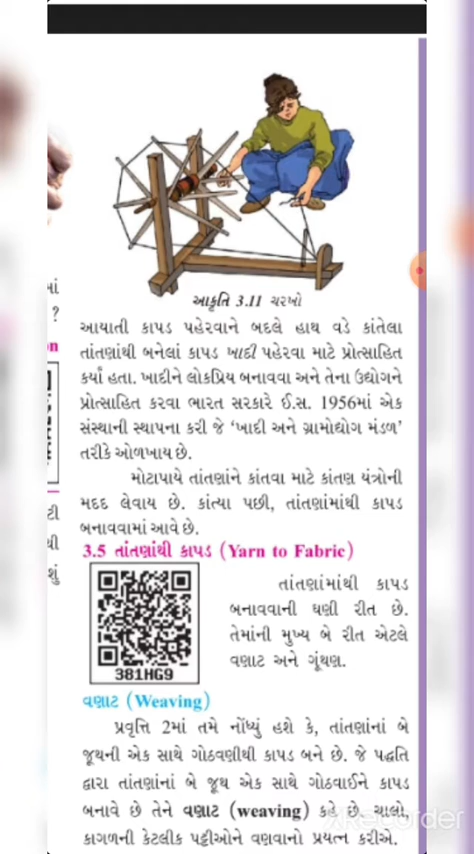 માં
?
n
ટી
થી
શું
આકૃતિ 3.11 ચરખો
આયાતી કાપડ પહેરવાને બદલે હાથ વડે કાંતેલા
તાંતણાંથી બનેલાં કાપડ ખાદી પહેરવા માટે પ્રોત્સાહિત
કર્યાં હતા. ખાદીને લોકપ્રિય બનાવવા અને તેના ઉદ્યોગને
પ્રોત્સાહિત કરવા ભારત સરકારે ઈ.સ. 1956માં એક
સંસ્થાની સ્થાપના કરી જે ‘ખાદી અને ગ્રામોદ્યોગ મંડળ’
તરીકે ઓળખાય છે.
મોટાપાયે તાંતણાંને કાંતવા માટે કાંતણ યંત્રોની
મદદ લેવાય છે. કાંત્યા પછી, તાંતણાંમાંથી કાપડ
બનાવવામાં આવે છે.
3.5 તાંતણાંથી કાપડ (Yarn to Fabric)
381HG9
તાંતણાંમાંથી કાપડ
બનાવવાની ઘણી રીત છે.
તેમાંની મુખ્ય બે રીત એટલે
વણાટ અને ગૂંથણ.
વણાટ (Weaving)
પ્રવૃત્તિ 2માં તમે નોંધ્યું હશે કે, તાંતણાંનાં બે
જૂથની એક સાથે ગોઠવણીથી કાપડ બને છે. જે પદ્ધતિ
દ્વારા તાંતણાંનાં બે જૂથ એક સાથે ગોઠવાઈને કાપડ
બનાવે છે તેને વણાટ (weaving) કહે છે. ચાલો,
કાગળની કેટલીક પટ્ટીઓને વણવાનો પ્રયત્ન કરીએ.
XRecorder